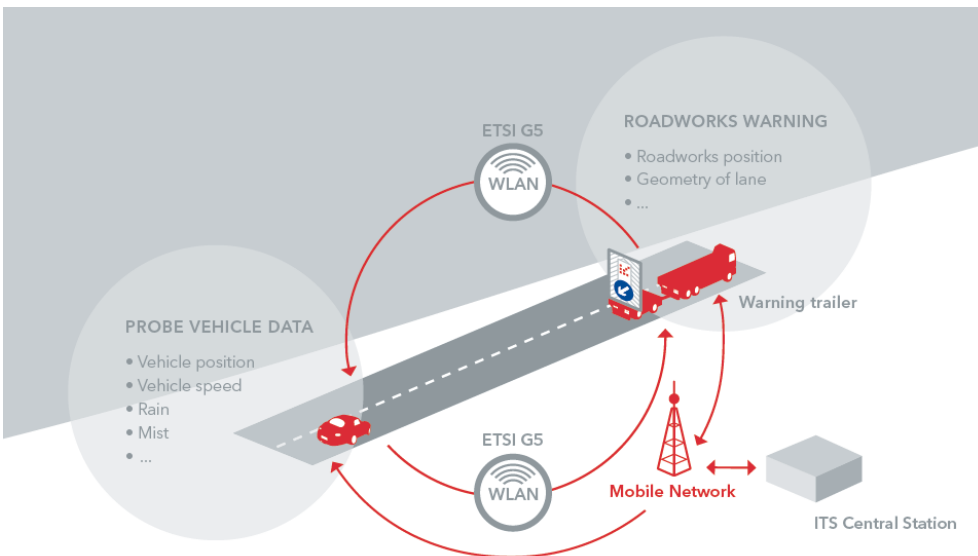 ETSI G5
WLAN
ROADWORKS WARNING
• Roadworks position
• Geometry of lane
• ...
Warning trailer
PROBE VEHICLE DATA
• Vehicle position
• Vehicle speed
• Rain
• Mist
• ...
ETSI G5
WLAN
Mobile Network
ITS Central Station